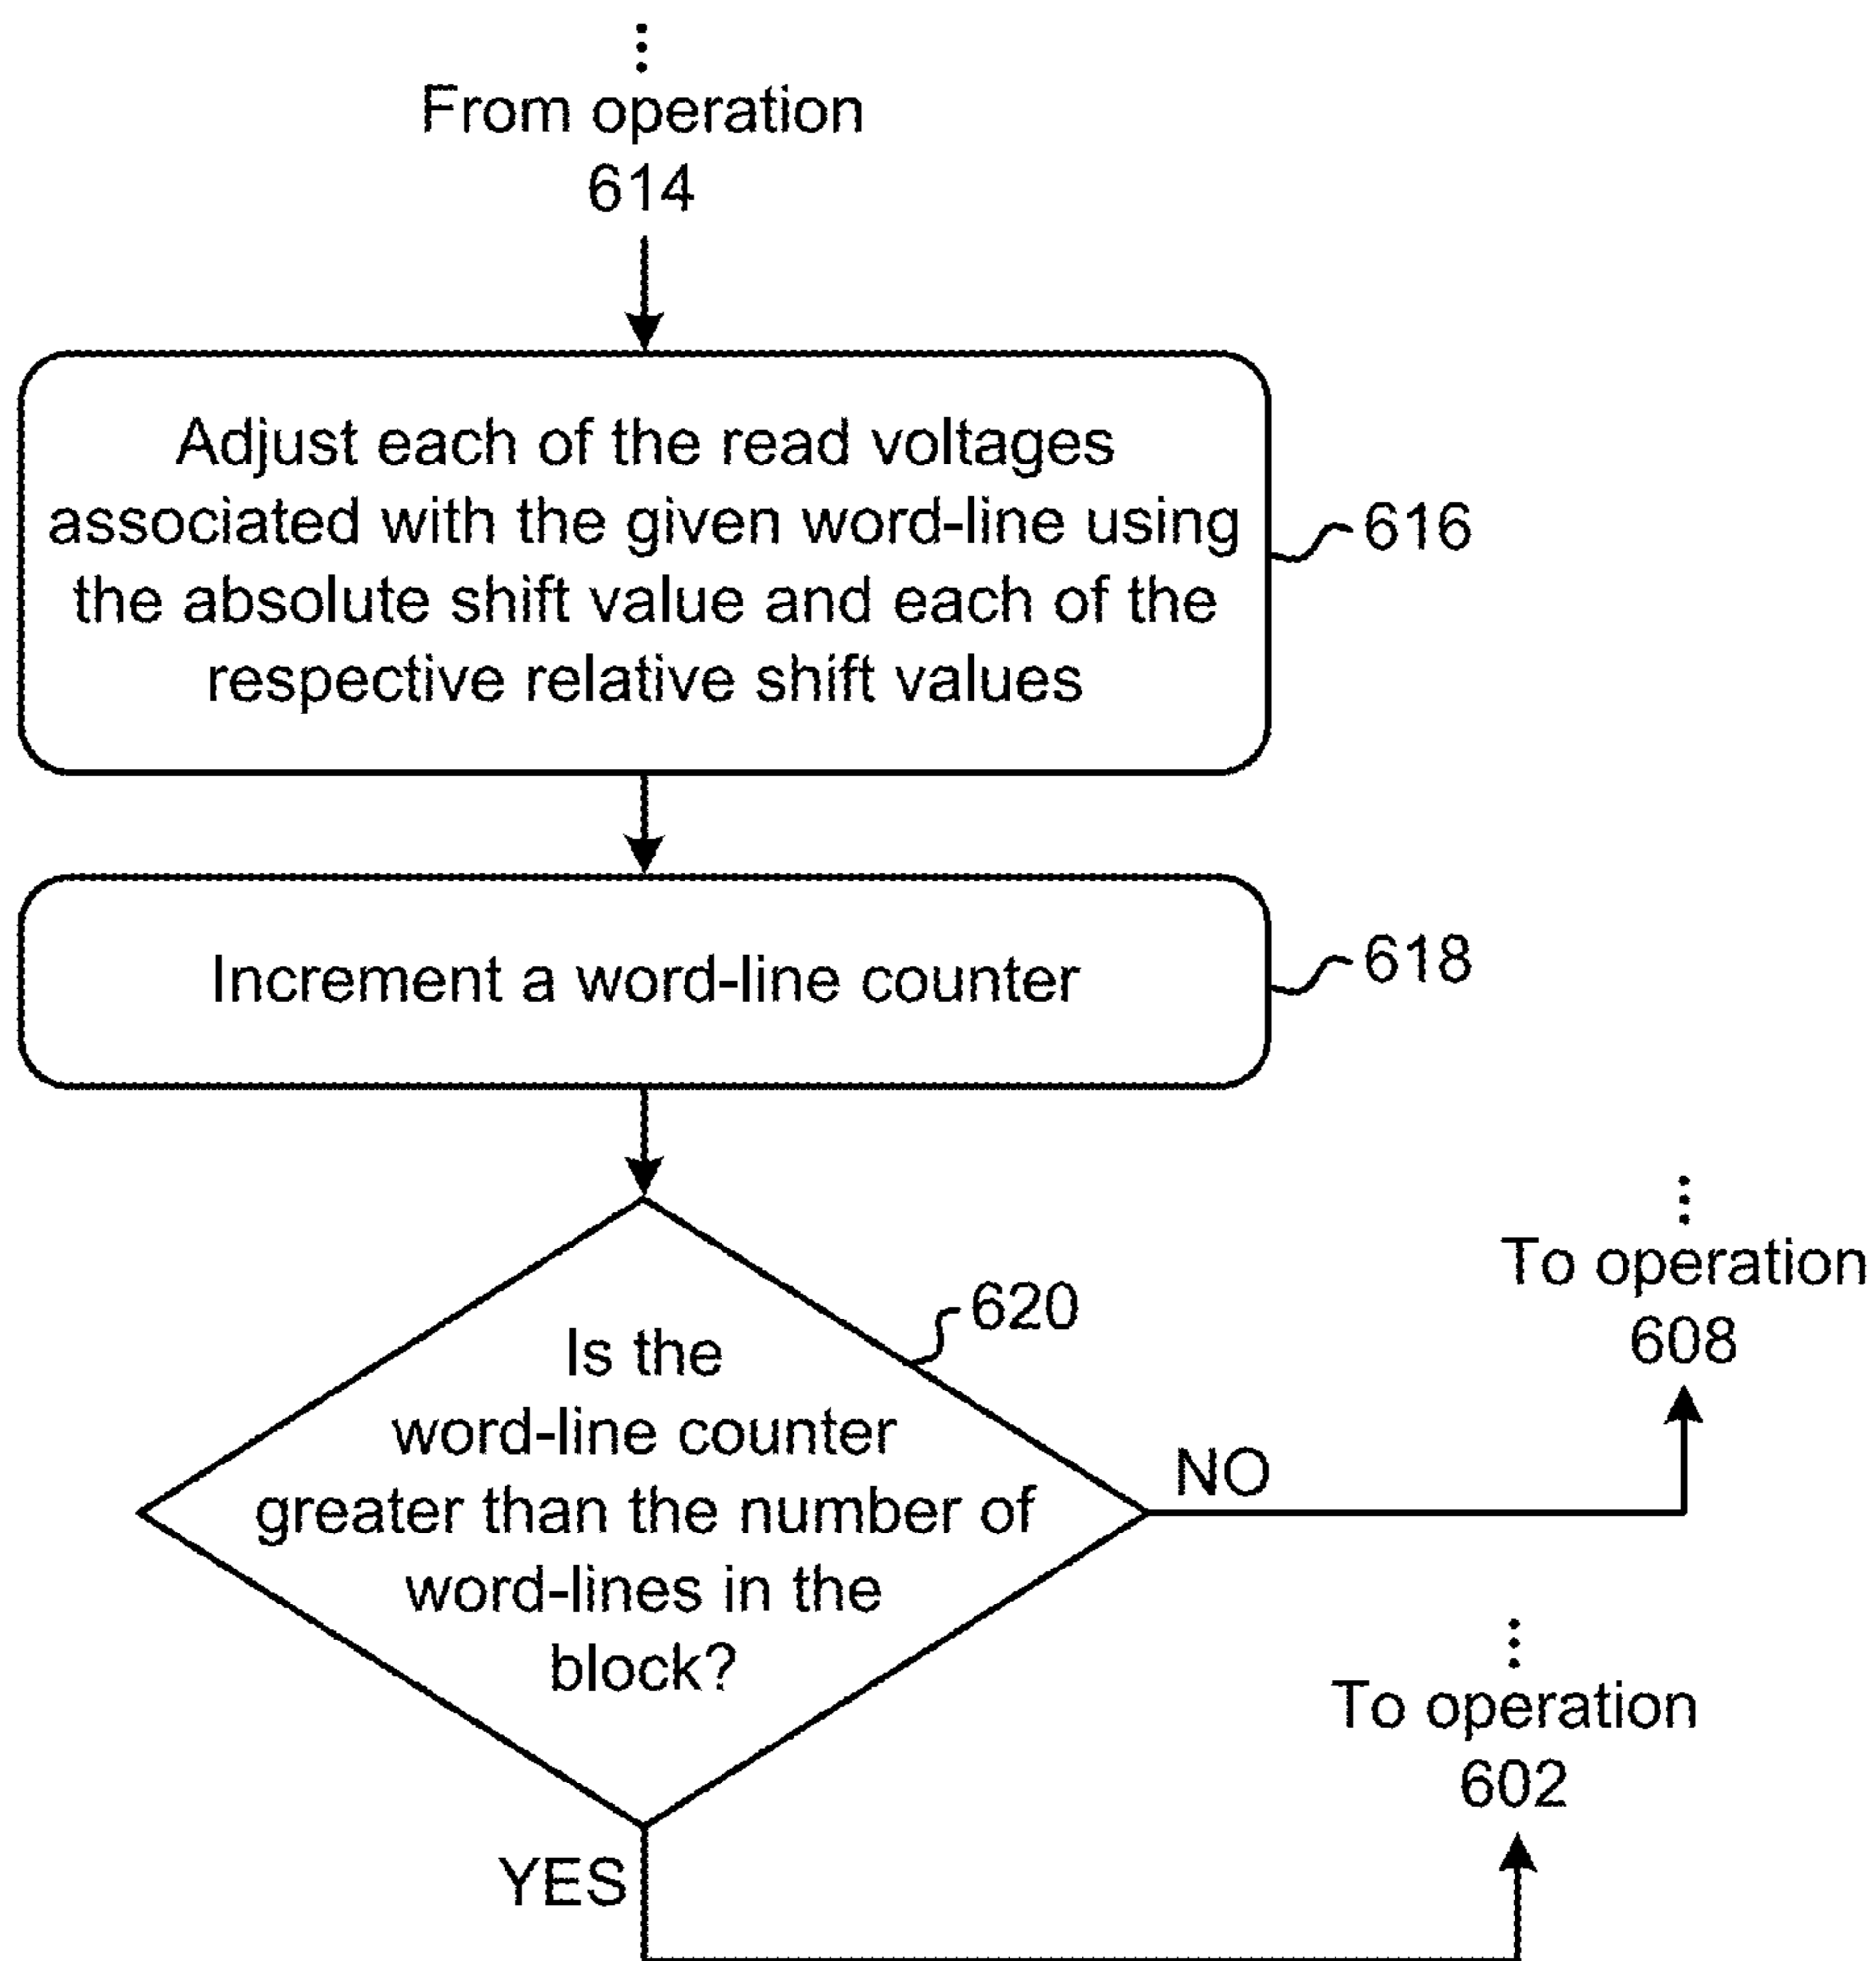 From operation
614
Adjust each of the read voltages
associated with the given word-line using
the absolute shift value and each of the
respective relative shift values
616
Increment a word-line counter
618
620
Is the
word-line counter
greater than the number of
word-lines in the
block?
NO
To operation
608
YES
To operation
602